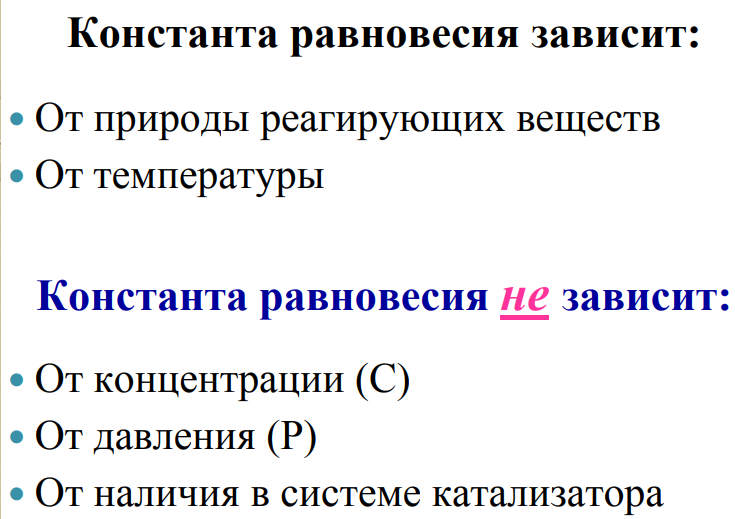 Константа равновесия зависит:
• От природы реагирующих веществ
• От температуры
Константа равновесия не зависит:
• От концентрации (С)
• От давления (Р)
• От наличия в системе катализатора